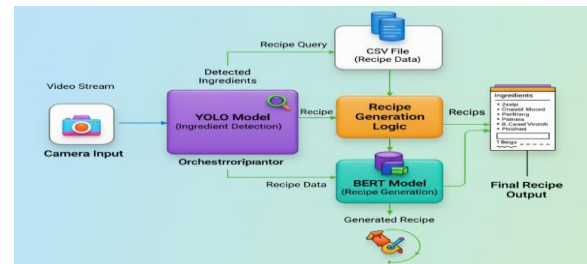 Video Stream
Camera Input
Detected
Ingredients
Recipe Query
CSV File
(Recipe Data)
YOLO Model
(Ingredient Detection)
Recipe
Recipe
Generation
Logic
Recips
Orchestrroriprantor
Recipe Data
BERT Model
(Recipe Generation)
Generated Recipe
Ingredients
Final Recipe
Output